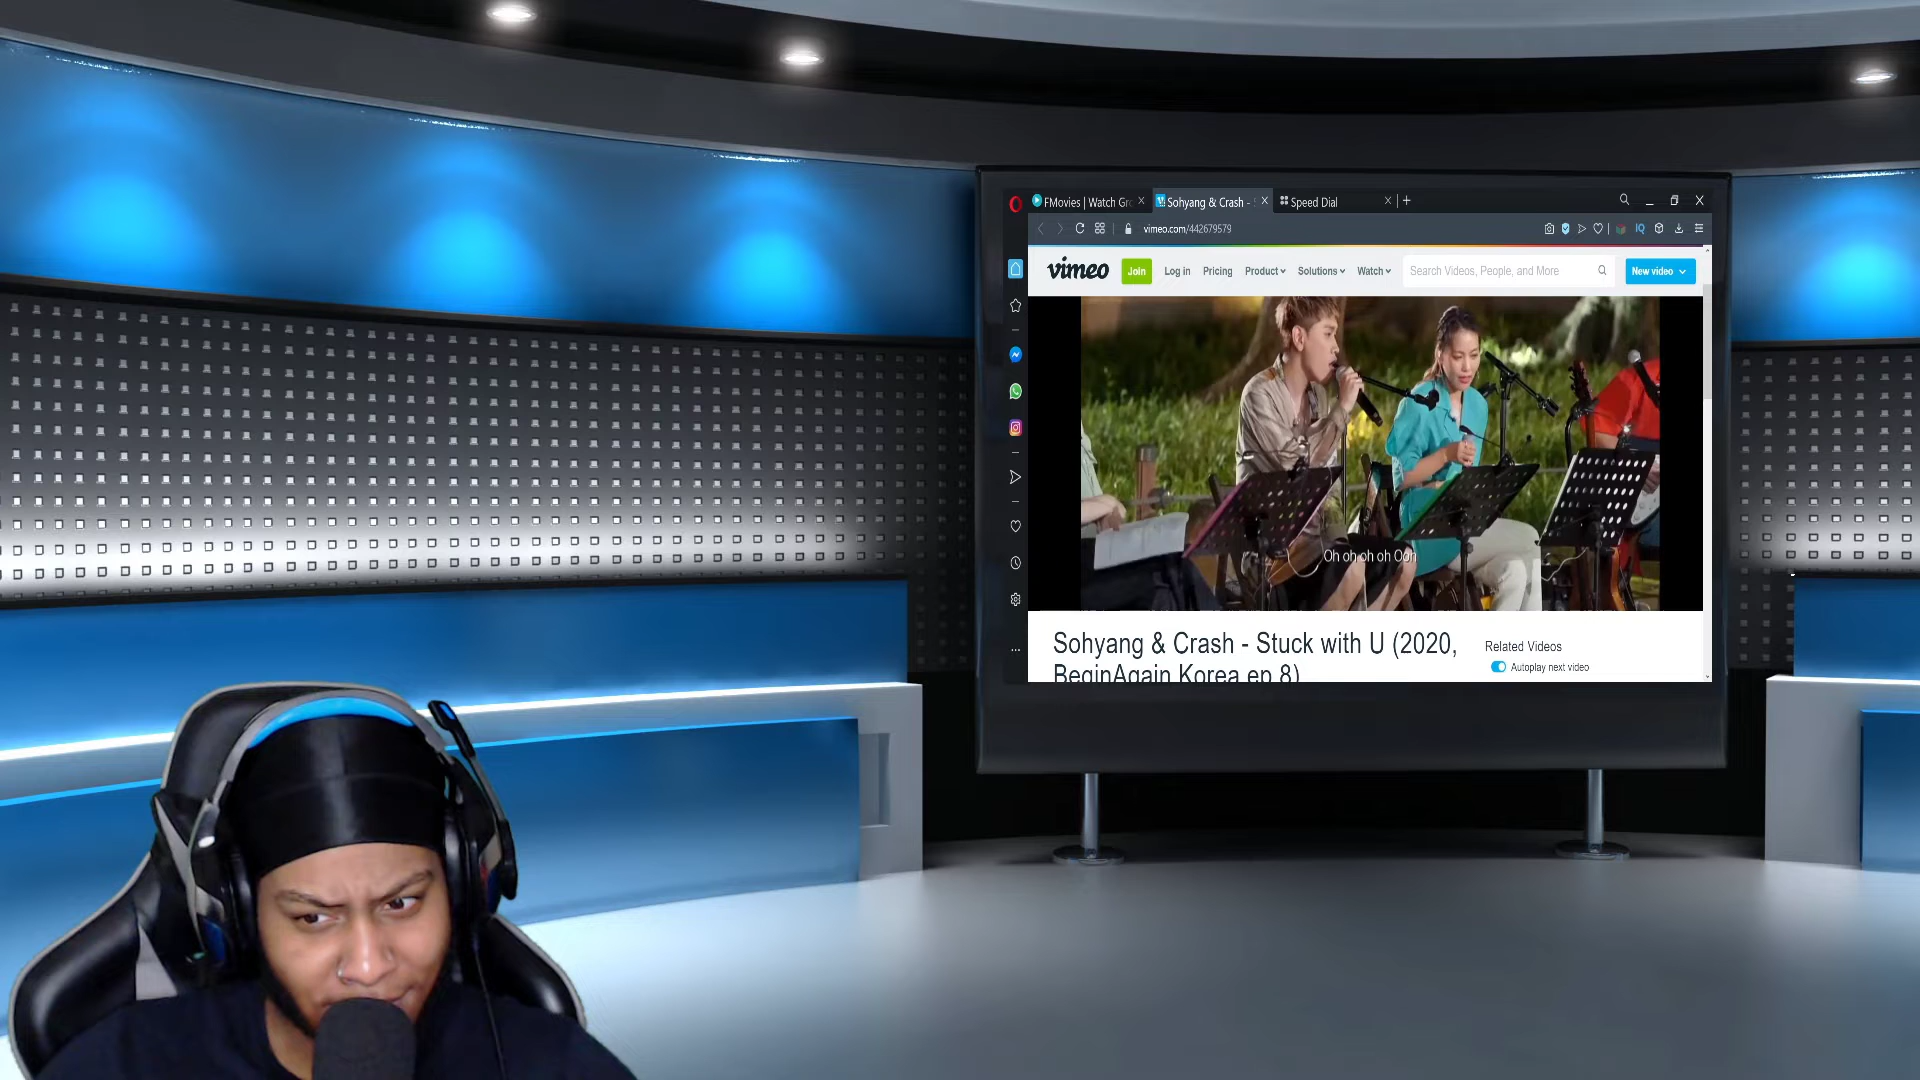 FMovies | Watch Gr
Sohyang & Crash -
Speed Dial
vimeo.com/442679579
IQ
vimeo
Join
Log in
Pricing
Product
Solutions
Watch
Search Videos, People, and More
New video
Oh oh oh oh Ooh
Sohyang & Crash - Stuck with U (2020,
BeginAgain Korea ep 8)
Related Videos
Autoplay next video